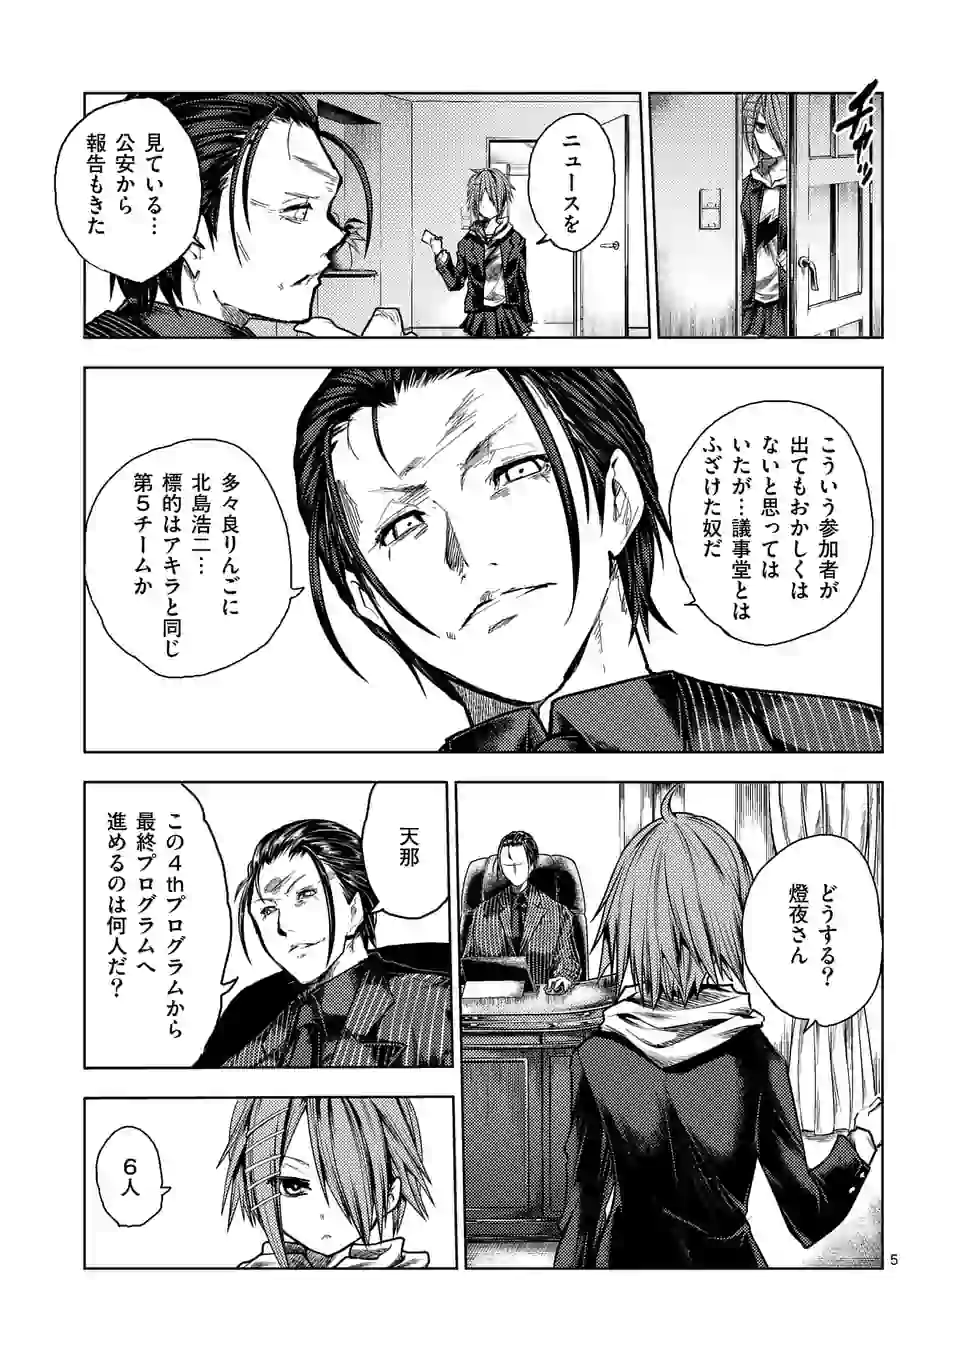 チャッ
ニュースを
見ている…
公安から
報告もきた
こういう参加者が
出てもおかしくは
ないと思っては
いたが…議事堂とは
ふざけた奴だ
多々良りんごに
北島浩二…
標的はアキラと同じ
第5チームか
どうする?
燈夜さん
天那
この4thプログラムから
最終プログラムへ
進めるのは何人だ?
6人
5